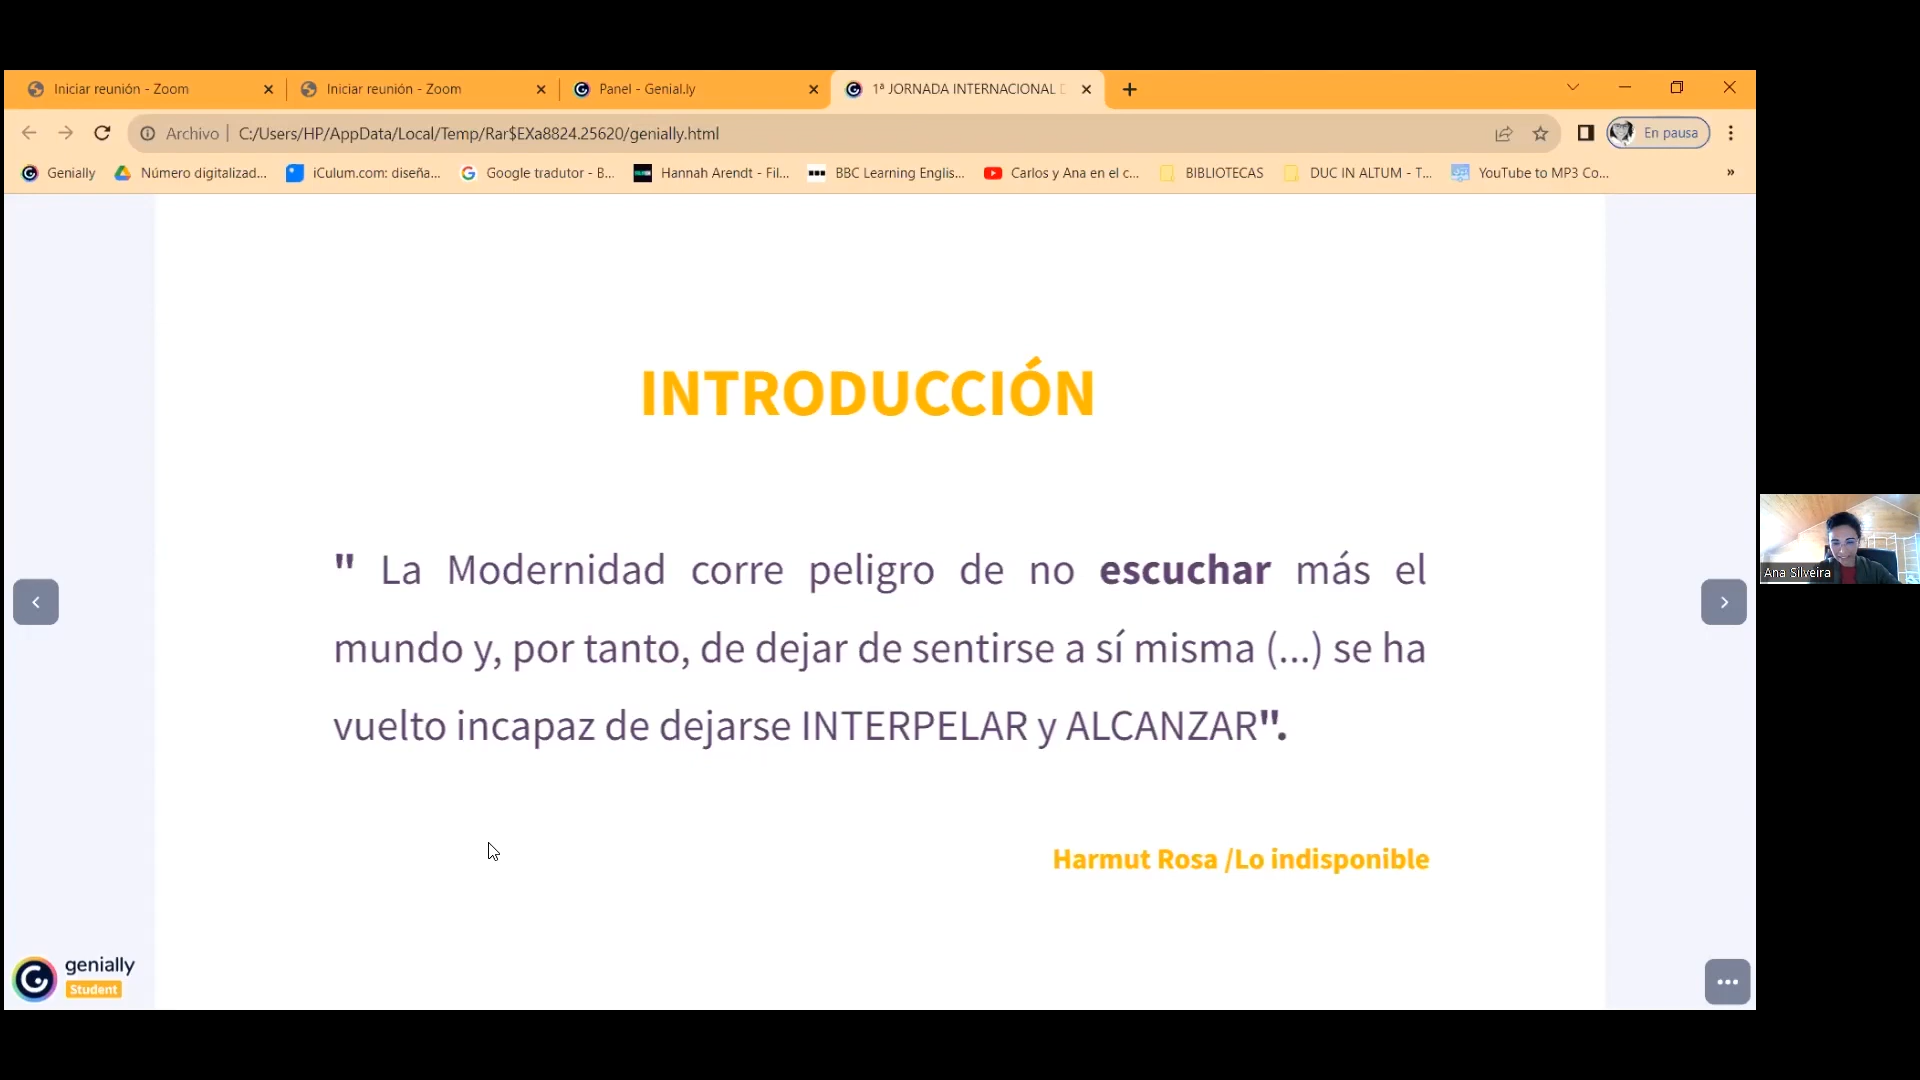 Iniciar reunión - Zoom
Iniciar reunión - Zoom
Panel - Genial.ly
1ª JORNADA INTERNACIONAL
Archivo
C:/Users/HP/AppData/Local/Temp/Rar$EXa8824.25620/genially.html
En pausa
Genially
Número digitalizad...
iCulum.com: diseña...
Google tradutor - B...
Hannah Arendt - Fil...
BBC Learning Englis...
Carlos y Ana en el c...
BIBLIOTECAS
DUC IN ALTUM - T...
YouTube to MP3 Co...
»
INTRODUCCIÓN
" La Modernidad corre peligro de no escuchar más el
mundo y, por tanto, de dejar de sentirse a sí misma (...) se ha
vuelto incapaz de dejarse INTERPELAR y ALCANZAR".
Harmut Rosa /Lo indisponible
Ana Silveira
genially
Student